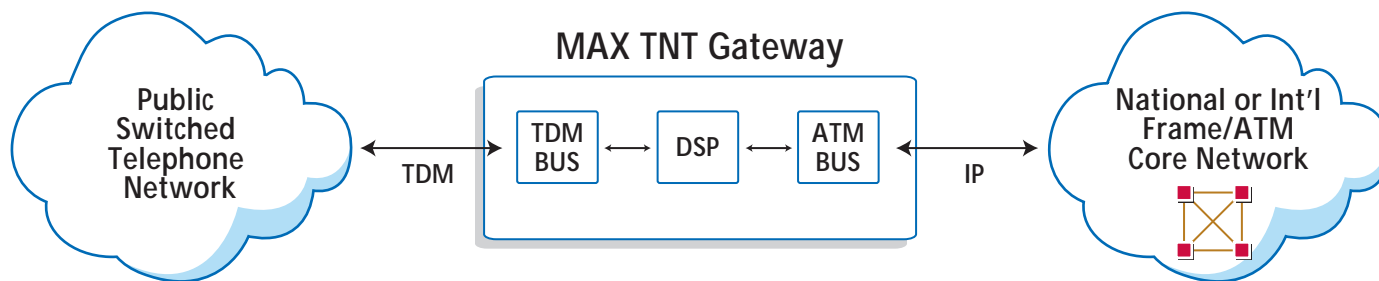 MAX TNT Gateway
Public
Switched
Telephone
Network
TDM
TDM
BUS
DSP
ATM
BUS
IP
National or Int'l
Frame/ATM
Core Network